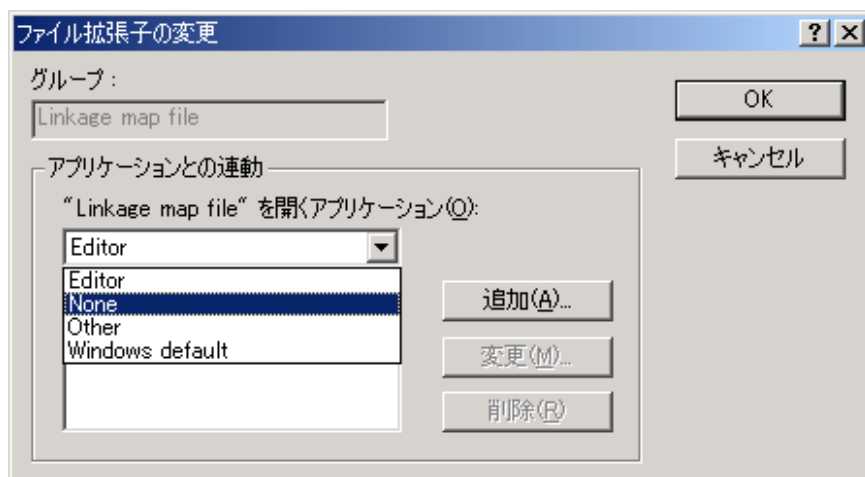 ファイル拡張子の変更
グループ :
Linkage map file
OK
キャンセル
アプリケーションとの連動
"Linkage map file" を開くアプリケーション(O):
Editor
Editor
None
Other
Windows default
追加(A)...
変更(M)...
削除(R)